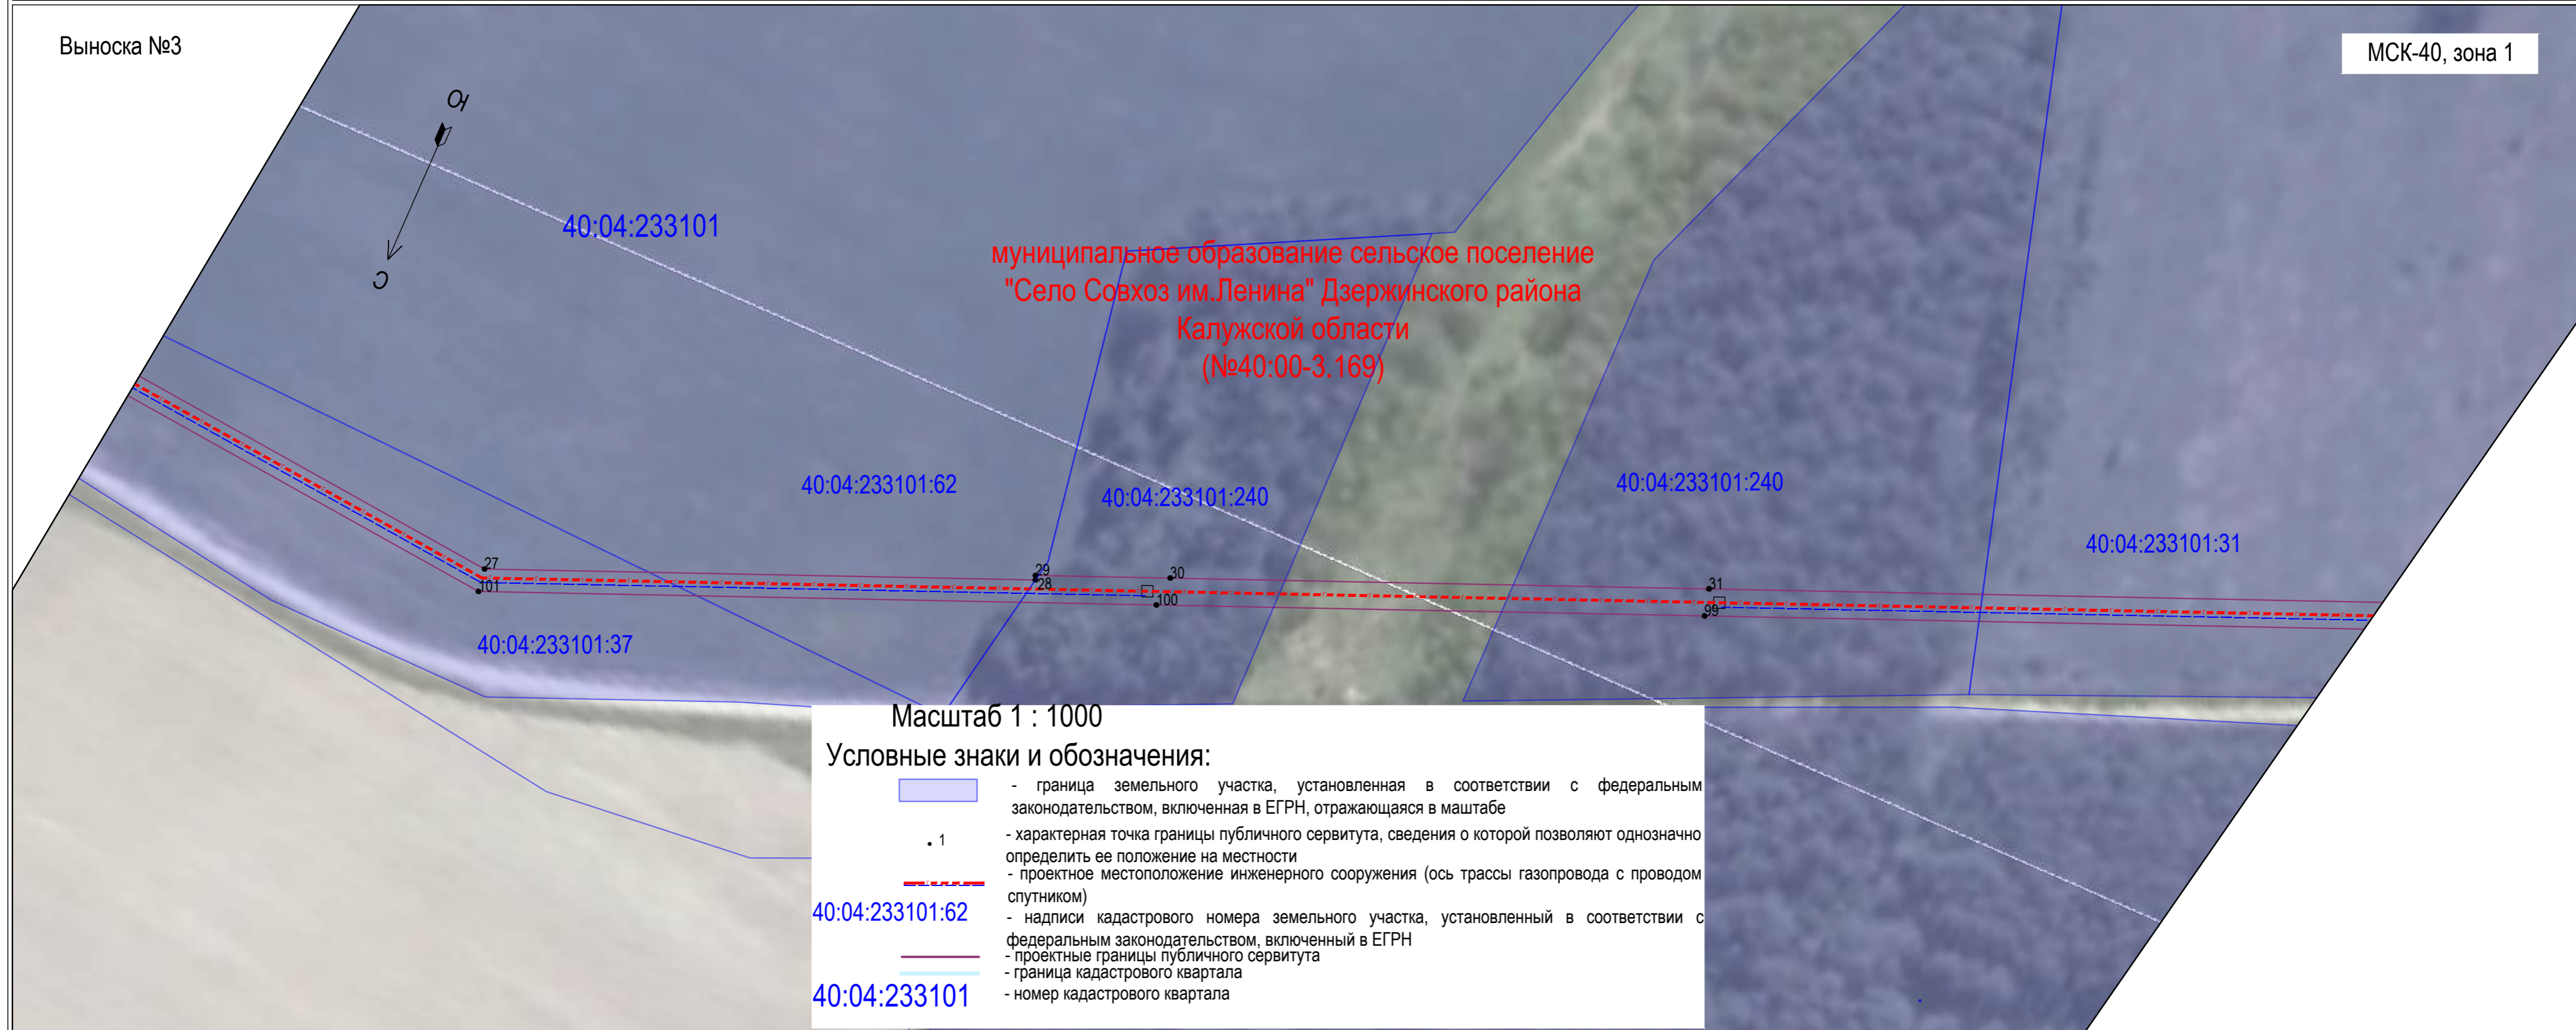 Выноска №3
МСК-40, зона 1
Ю
С
40:04:233101
муниципальное образование сельское поселение
"Село Совхоз им.Ленина" Дзержинского района
Калужской области
(№40:00-3.169)
40:04:233101:62
40:04:233101:240
40:04:233101:240
40:04:233101:31
27
101
29
28
30
100
31
99
40:04:233101:37
Масштаб 1 : 1000
Условные знаки и обозначения:
- граница земельного участка, установленная в соответствии с федеральным
законодательством, включенная в ЕГРН, отражающаяся в маштабе
1
- характерная точка границы публичного сервитута, сведения о которой позволяют однозначно
определить ее положение на местности
- проектное местоположение инженерного сооружения (ось трассы газопровода с проводом
спутником)
40:04:233101:62
- надписи кадастрового номера земельного участка, установленный в соответствии с
федеральным законодательством, включенный в ЕГРН
- проектные границы публичного сервитута
- граница кадастрового квартала
40:04:233101
- номер кадастрового квартала